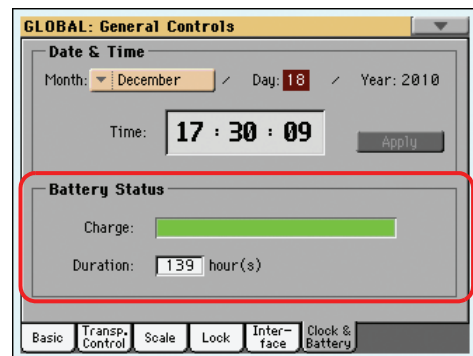 GLOBAL: General Controls
Date & Time
Month: December / Day: 18 / Year: 2010
Time: 17 : 30 : 09 Apply
Battery Status
Charge:
Duration: 139 hour(s)
Basic Transp. Control Scale Lock Inter- face Clock & Battery